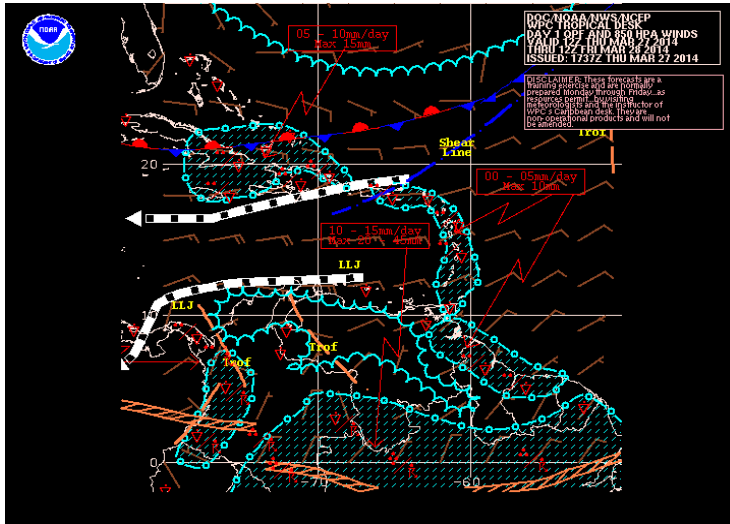 NOAA
DOC/NOAA/NWS/NCEP
WPC TROPICAL DESK
DAY 1 QPF AND 850 HPA WINDS
VALID 12Z THU MAR 27 2014
THRU 12Z FRI MAR 28 2014
ISSUED: 1737Z THU MAR 27 2014
DISCLAIMER: These forecasts are a
training exercise and are normally
prepared Monday through Friday...as
resources permit...by visiting
meteorologists and the instructor of
WPC's Caribbean desk. They are
non-operational products and will not
be amended.
05 - 10mm/day
Max 15mm
Trof
Shear
Line
20
00 - 05mm/day
Max 10mm
10 - 15mm/day
Max 20 - 45mm
LLJ
LLJ
Trof
Trof
0
-70
-60